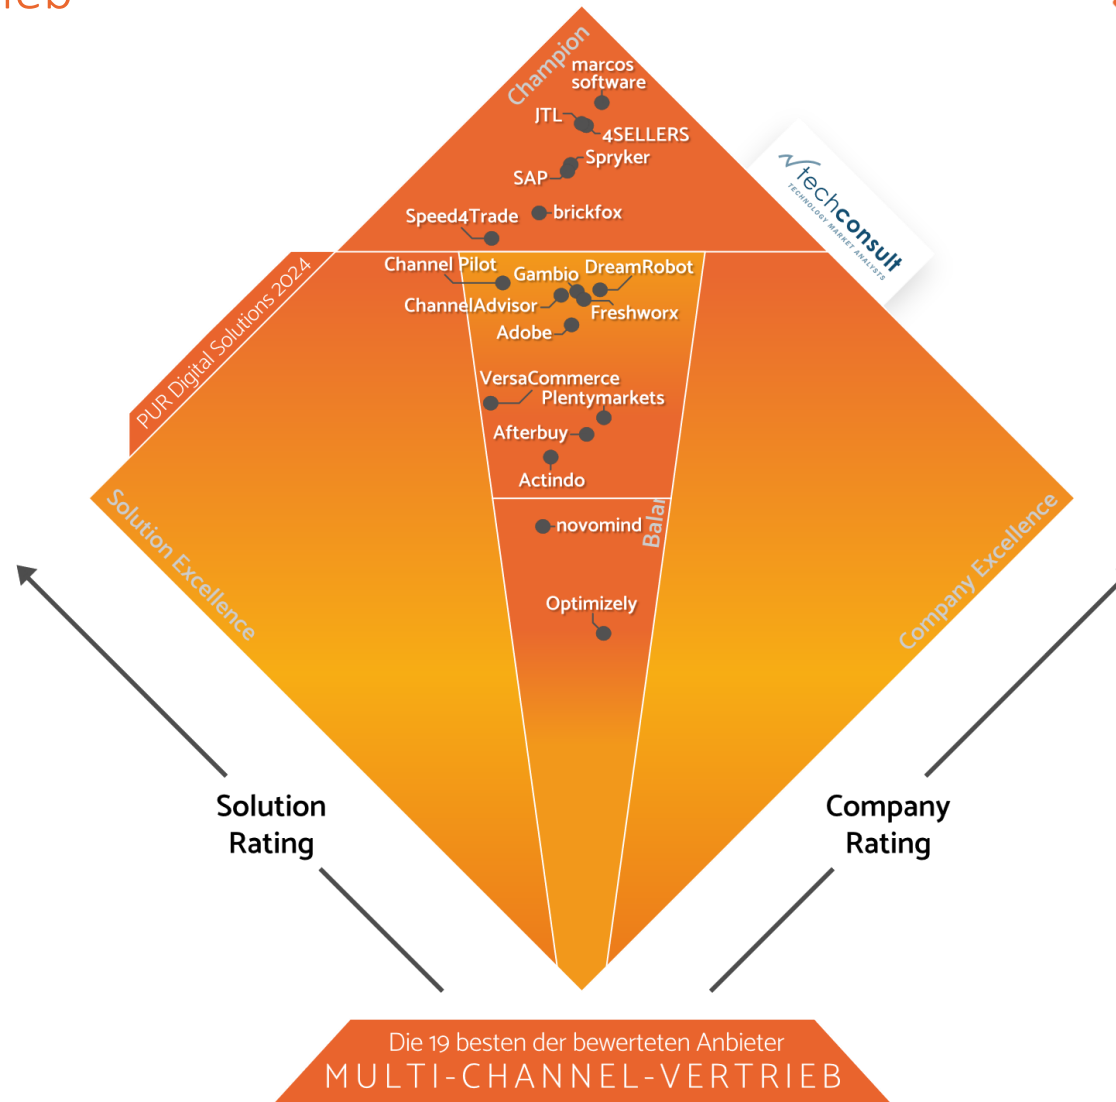 Champion
marcos
software
JTL
4SELLERS
Spryker
SAP
brickfox
Speed4Trade
techconsult
TECHNOLOGY MARKET ANALYSTS
PUR Digital Solutions 2024
Channel Pilot
Gambio
DreamRobot
ChannelAdvisor
Freshworx
Adobe
VersaCommerce
Plentymarkets
Afterbuy
Actindo
novomind
Optimizely
Solution Excellence
Company Excellence
Solution
Rating
Company
Rating
Die 19 besten der bewerteten Anbieter
MULTI-CHANNEL-VERTRIEB